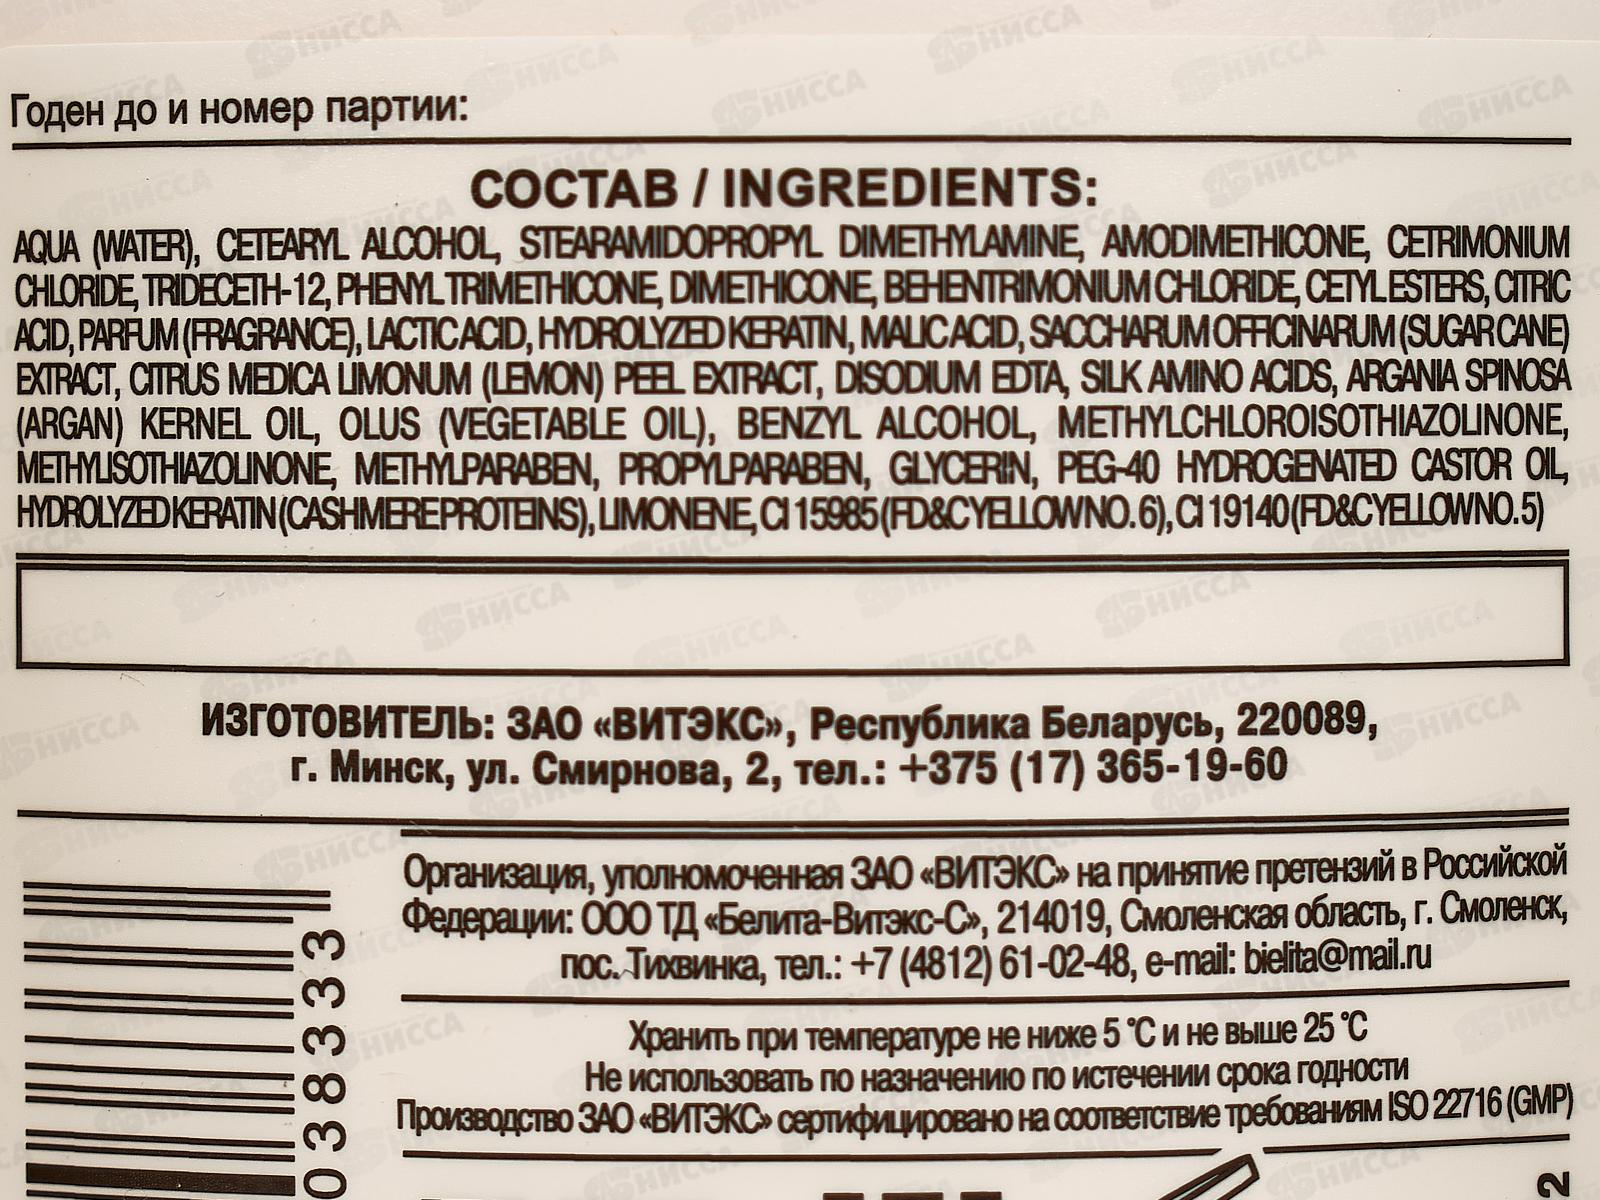 Годен до и номер партии:
СОСТАВ / INGREDIENTS:
AQUA (WATER), CETEARYL ALCOHOL, STEARAMIDOPROPYL DIMETHYLAMINE, AMODIMETHICONE, CETRIMONIUM
CHLORIDE, TRIDECETH-12, PHENYL TRIMETHICONE, DIMETHICONE, BEHENTRIMONIUM CHLORIDE, CETYL ESTERS, CITRIC
ACID, PARFUM (FRAGRANCE), LACTIC ACID, HYDROLYZED KERATIN, MALIC ACID, SACCHARUM OFFICINARUM (SUGAR CANE)
EXTRACT, CITRUS MEDICA LIMONUM (LEMON) PEEL EXTRACT, DISODIUM EDTA, SILK AMINO ACIDS, ARGANIA SPINOSA
(ARGAN) KERNEL OIL, OLUS (VEGETABLE OIL), BENZYL ALCOHOL, METHYLCHLOROISOTHIAZOLINONE,
METHYLISOTHIAZOLINONE, METHYLPARABEN, PROPYLPARABEN, GLYCERIN, PEG-40 HYDROGENATED CASTOR OIL,
HYDROLYZED KERATIN (CASHMERE PROTEINS), LIMONENE, CI 15985 (FD&C YELLOW NO. 6), CI 19140 (FD&C YELLOW NO. 5)
ИЗГОТОВИТЕЛЬ: ЗАО «ВИТЭКС», Республика Беларусь, 220089,
г. Минск, ул. Смирнова, 2, тел.: +375 (17) 365-19-60
Организация, уполномоченная ЗАО «ВИТЭКС» на принятие претензий в Российской
Федерации: ООО ТД «Белита-Витэкс-С», 214019, Смоленская область, г. Смоленск,
пос. Тихвинка, тел.: +7 (4812) 61-02-48, e-mail: bielita@mail.ru
Хранить при температуре не ниже 5 °С и не выше 25 °С
Не использовать по назначению по истечении срока годности
Производство ЗАО «ВИТЭКС» сертифицировано на соответствие требованиям ISO 22716 (GMP)
038333
2